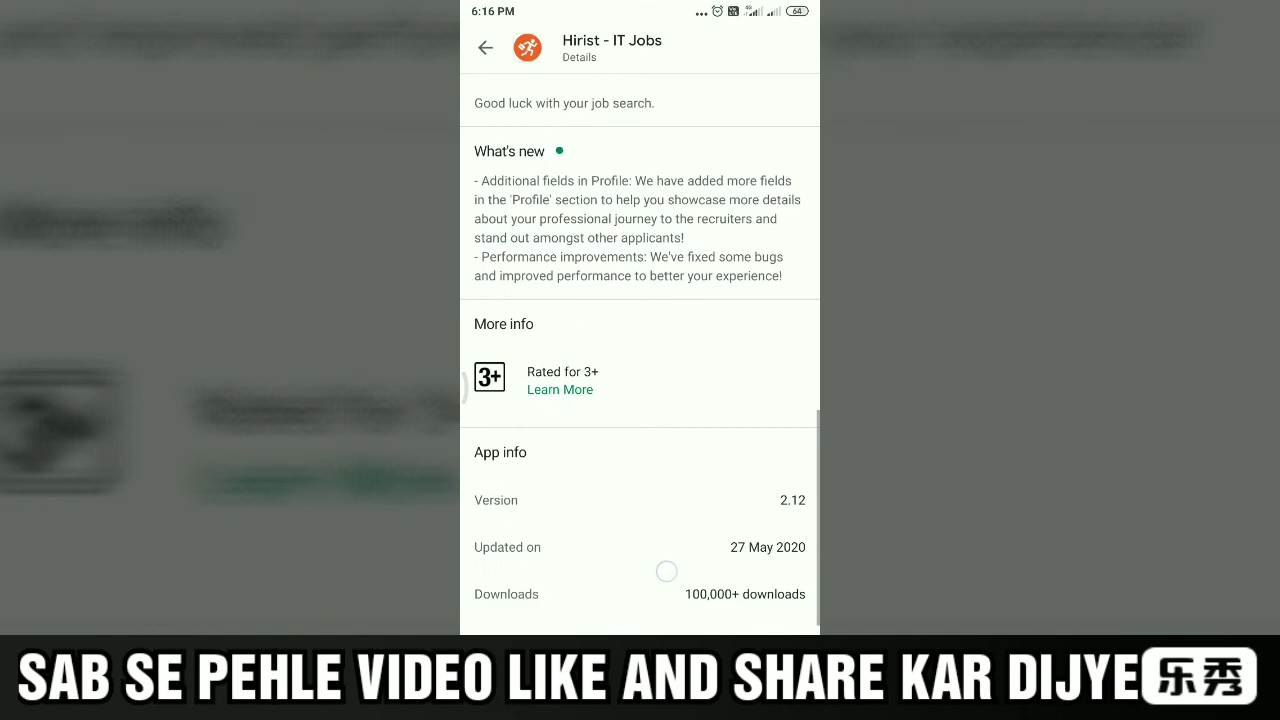 6:16 PM
64
Hirist - IT Jobs
Details
Good luck with your job search.
What's new
- Additional fields in Profile: We have added more fields
in the 'Profile' section to help you showcase more details
about your professional journey to the recruiters and
stand out amongst other applicants!
- Performance improvements: We've fixed some bugs
and improved performance to better your experience!
More info
3+
Rated for 3+
Learn More
App info
Version 2.12
Updated on 27 May 2020
Downloads 100,000+ downloads
SAB SE PEHLE VIDEO LIKE AND SHARE KAR DIJYE
乐秀